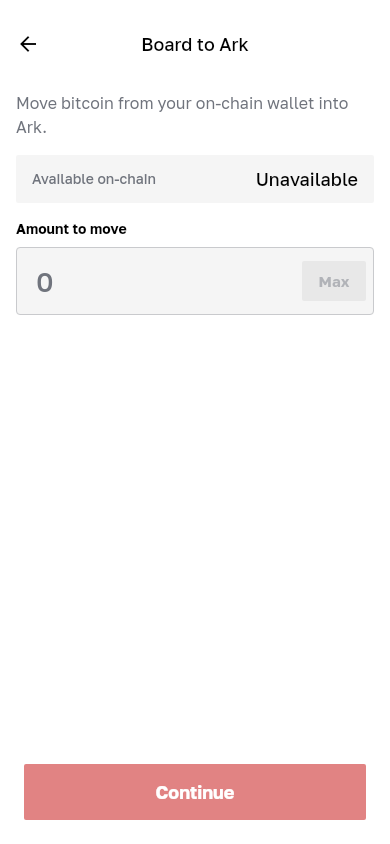 Board to Ark
Move bitcoin from your on-chain wallet into
Ark.
Available on-chain
Unavailable
Amount to move
0
Max
Continue